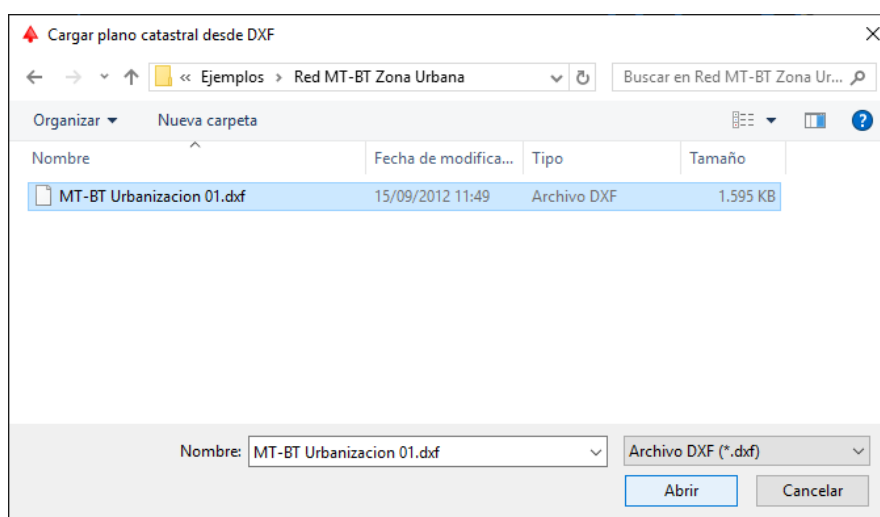 Cargar plano catastral desde DXF
« Ejemplos > Red MT-BT Zona Urbana Buscar en Red MT-BT Zona Ur...
Organizar Nueva carpeta
Nombre Fecha de modifica... Tipo Tamaño
MT-BT Urbanizacion 01.dxf 15/09/2012 11:49 Archivo DXF 1.595 KB
Nombre: MT-BT Urbanizacion 01.dxf Archivo DXF (*.dxf)
Abrir Cancelar